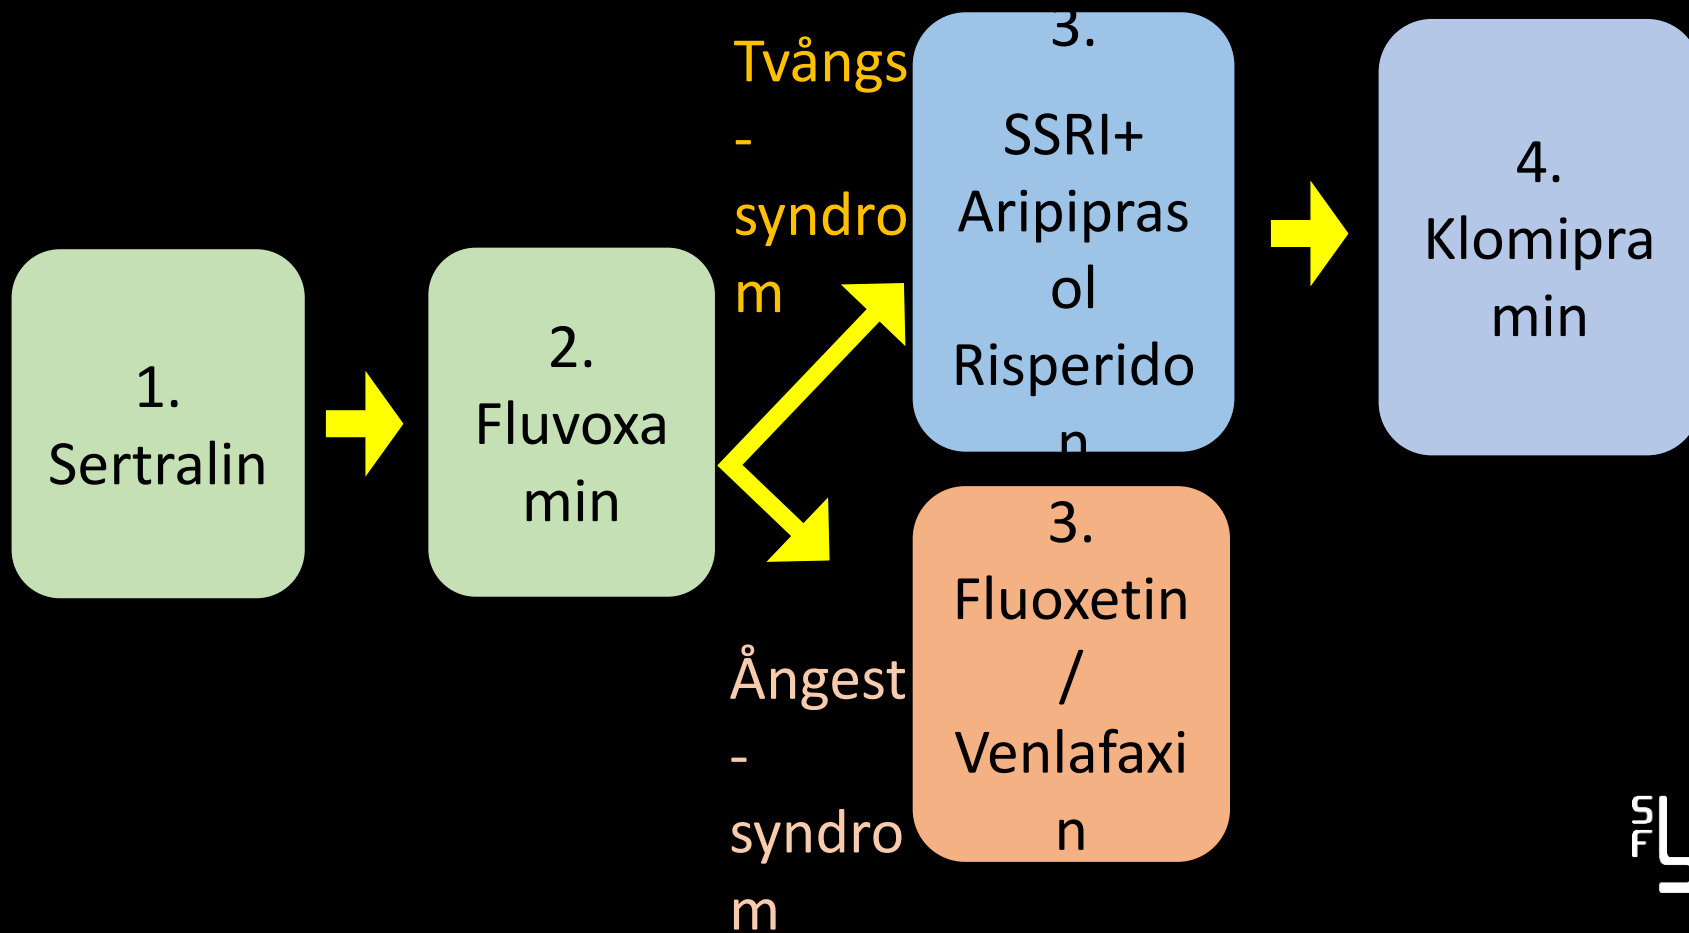 1.
Sertralin
2.
Fluvoxa
min
Tvångs
-
syndro
m
3.
SSRI+
Aripipras
ol
Risperido
n
4.
Klomipra
min
Ångest
-
syndro
m
3.
Fluoxetin
/
Venlafaxi
n
S
F